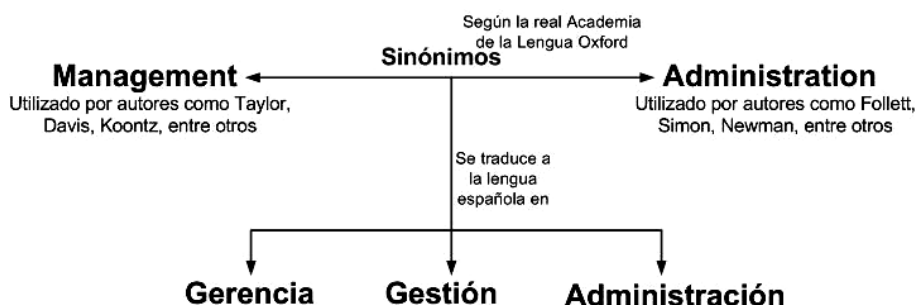 Según la real Academia
de la Lengua Oxford
Sinónimos
Management
Administration
Utilizado por autores como Taylor,
Davis, Koontz, entre otros
Utilizado por autores como Follett,
Simon, Newman, entre otros
Se traduce a
la lengua
española en
Gerencia
Gestión
Administración